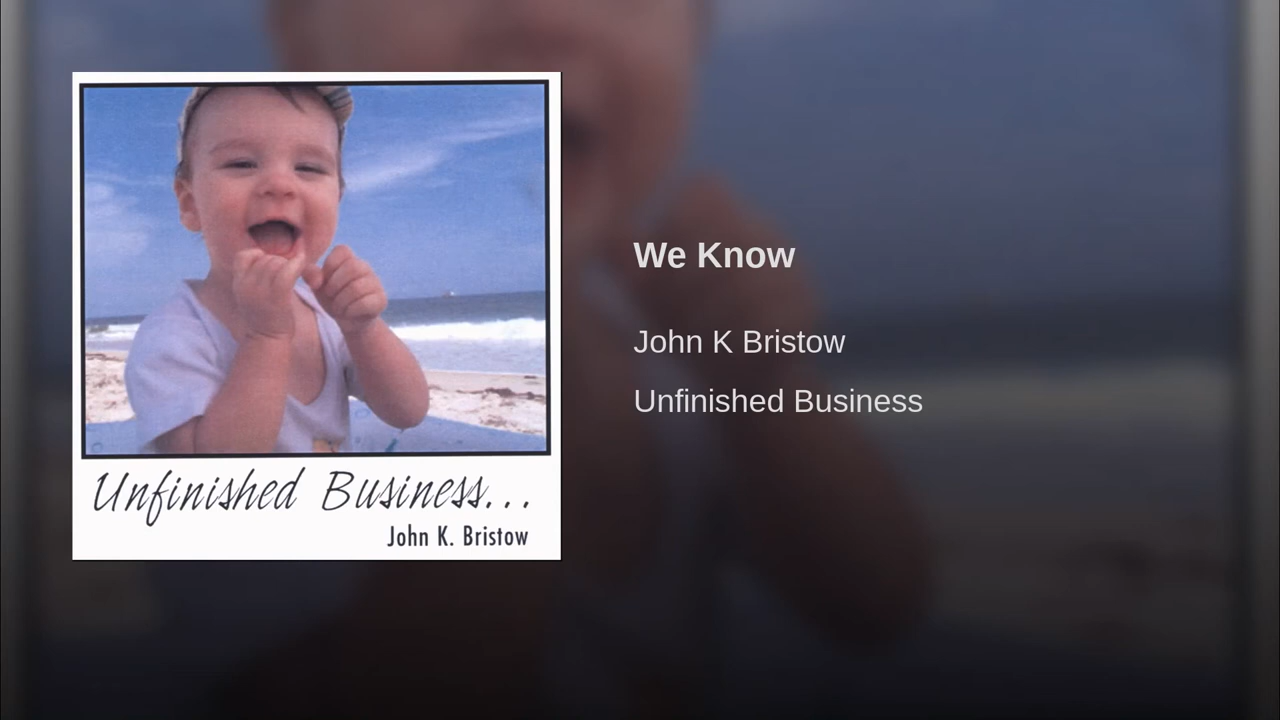 Unfinished Business...
John K. Bristow
We Know
John K Bristow
Unfinished Business